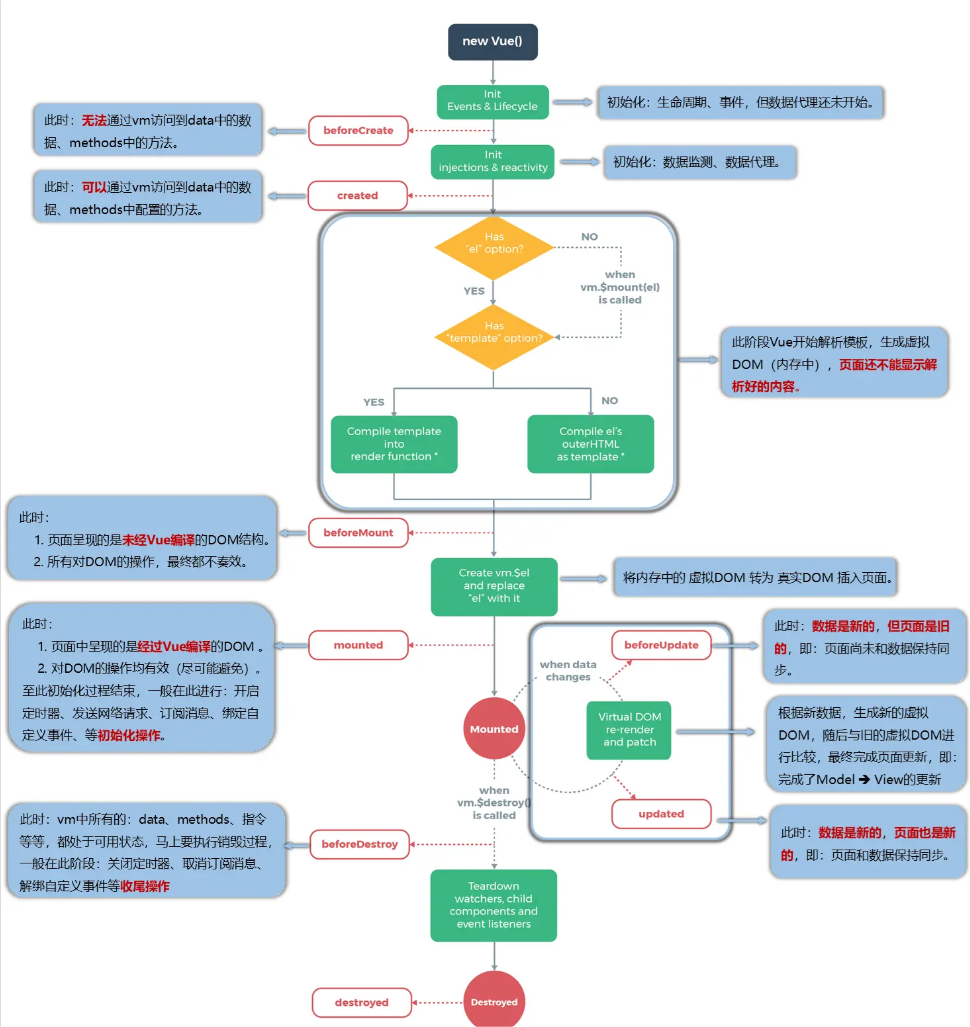 new Vue()
Init
Events & Lifecycle
初始化：生命周期、事件，但数据代理还未开始。
此时：无法通过vm访问到data中的数
据、methods中的方法。
beforeCreate
Init
injections & reactivity
初始化：数据监测、数据代理。
此时：可以通过vm访问到data中的数
据、methods中配置的方法。
created
Has
“el” option?
NO
when
vm.$mount(el)
is called
YES
Has
“template” option?
此阶段Vue开始解析模板，生成虚拟
DOM（内存中），页面还不能显示解
析好的内容。
YES
NO
Compile template
into
render function *
Compile el’s
outerHTML
as template *
此时：
1. 页面呈现的是未经Vue编译的DOM结构。
2. 所有对DOM的操作，最终都不奏效。
beforeMount
Create vm.$el
and replace
“el” with it
将内存中的 虚拟DOM 转为 真实DOM 插入页面。
此时：
1. 页面中呈现的是经过Vue编译的DOM 。
2. 对DOM的操作均有效（尽可能避免）。
至此初始化过程结束，一般在此进行：开启
定时器、发送网络请求、订阅消息、绑定自
定义事件、等初始化操作。
mounted
beforeUpdate
此时：数据是新的，但页面是旧
的，即：页面尚未和数据保持同
步。
when data
changes
Mounted
Virtual DOM
re-render
and patch
根据新数据，生成新的虚拟
DOM，随后与旧的虚拟DOM进
行比较，最终完成页面更新，即：
完成了Model ➔ View的更新
when
vm.$destroy()
is called
updated
此时：数据是新的，页面也是新
的，即：页面和数据保持同步。
此时：vm中所有的：data、methods、指令
等等，都处于可用状态，马上要执行销毁过程，
一般在此阶段：关闭定时器、取消订阅消息、
解绑自定义事件等收尾操作
beforeDestroy
Teardown
watchers, child
components and
event listeners
destroyed
Destroyed